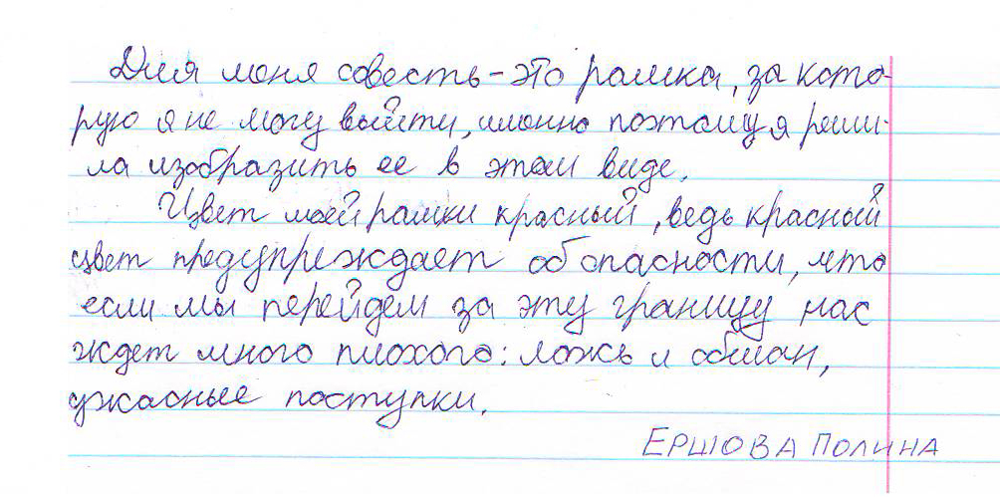 Для меня совесть - это рамка, за кото-
рую я не могу выйти, именно поэтому я реши-
ла изобразить ее в этом виде.
Цвет моей рамки красный, ведь красный
цвет предупреждает об опасности, что
если мы перейдем за эту границу нас
ждет много плохого: ложь и обман,
ужасные поступки.
ЕРШОВА ПОЛИНА